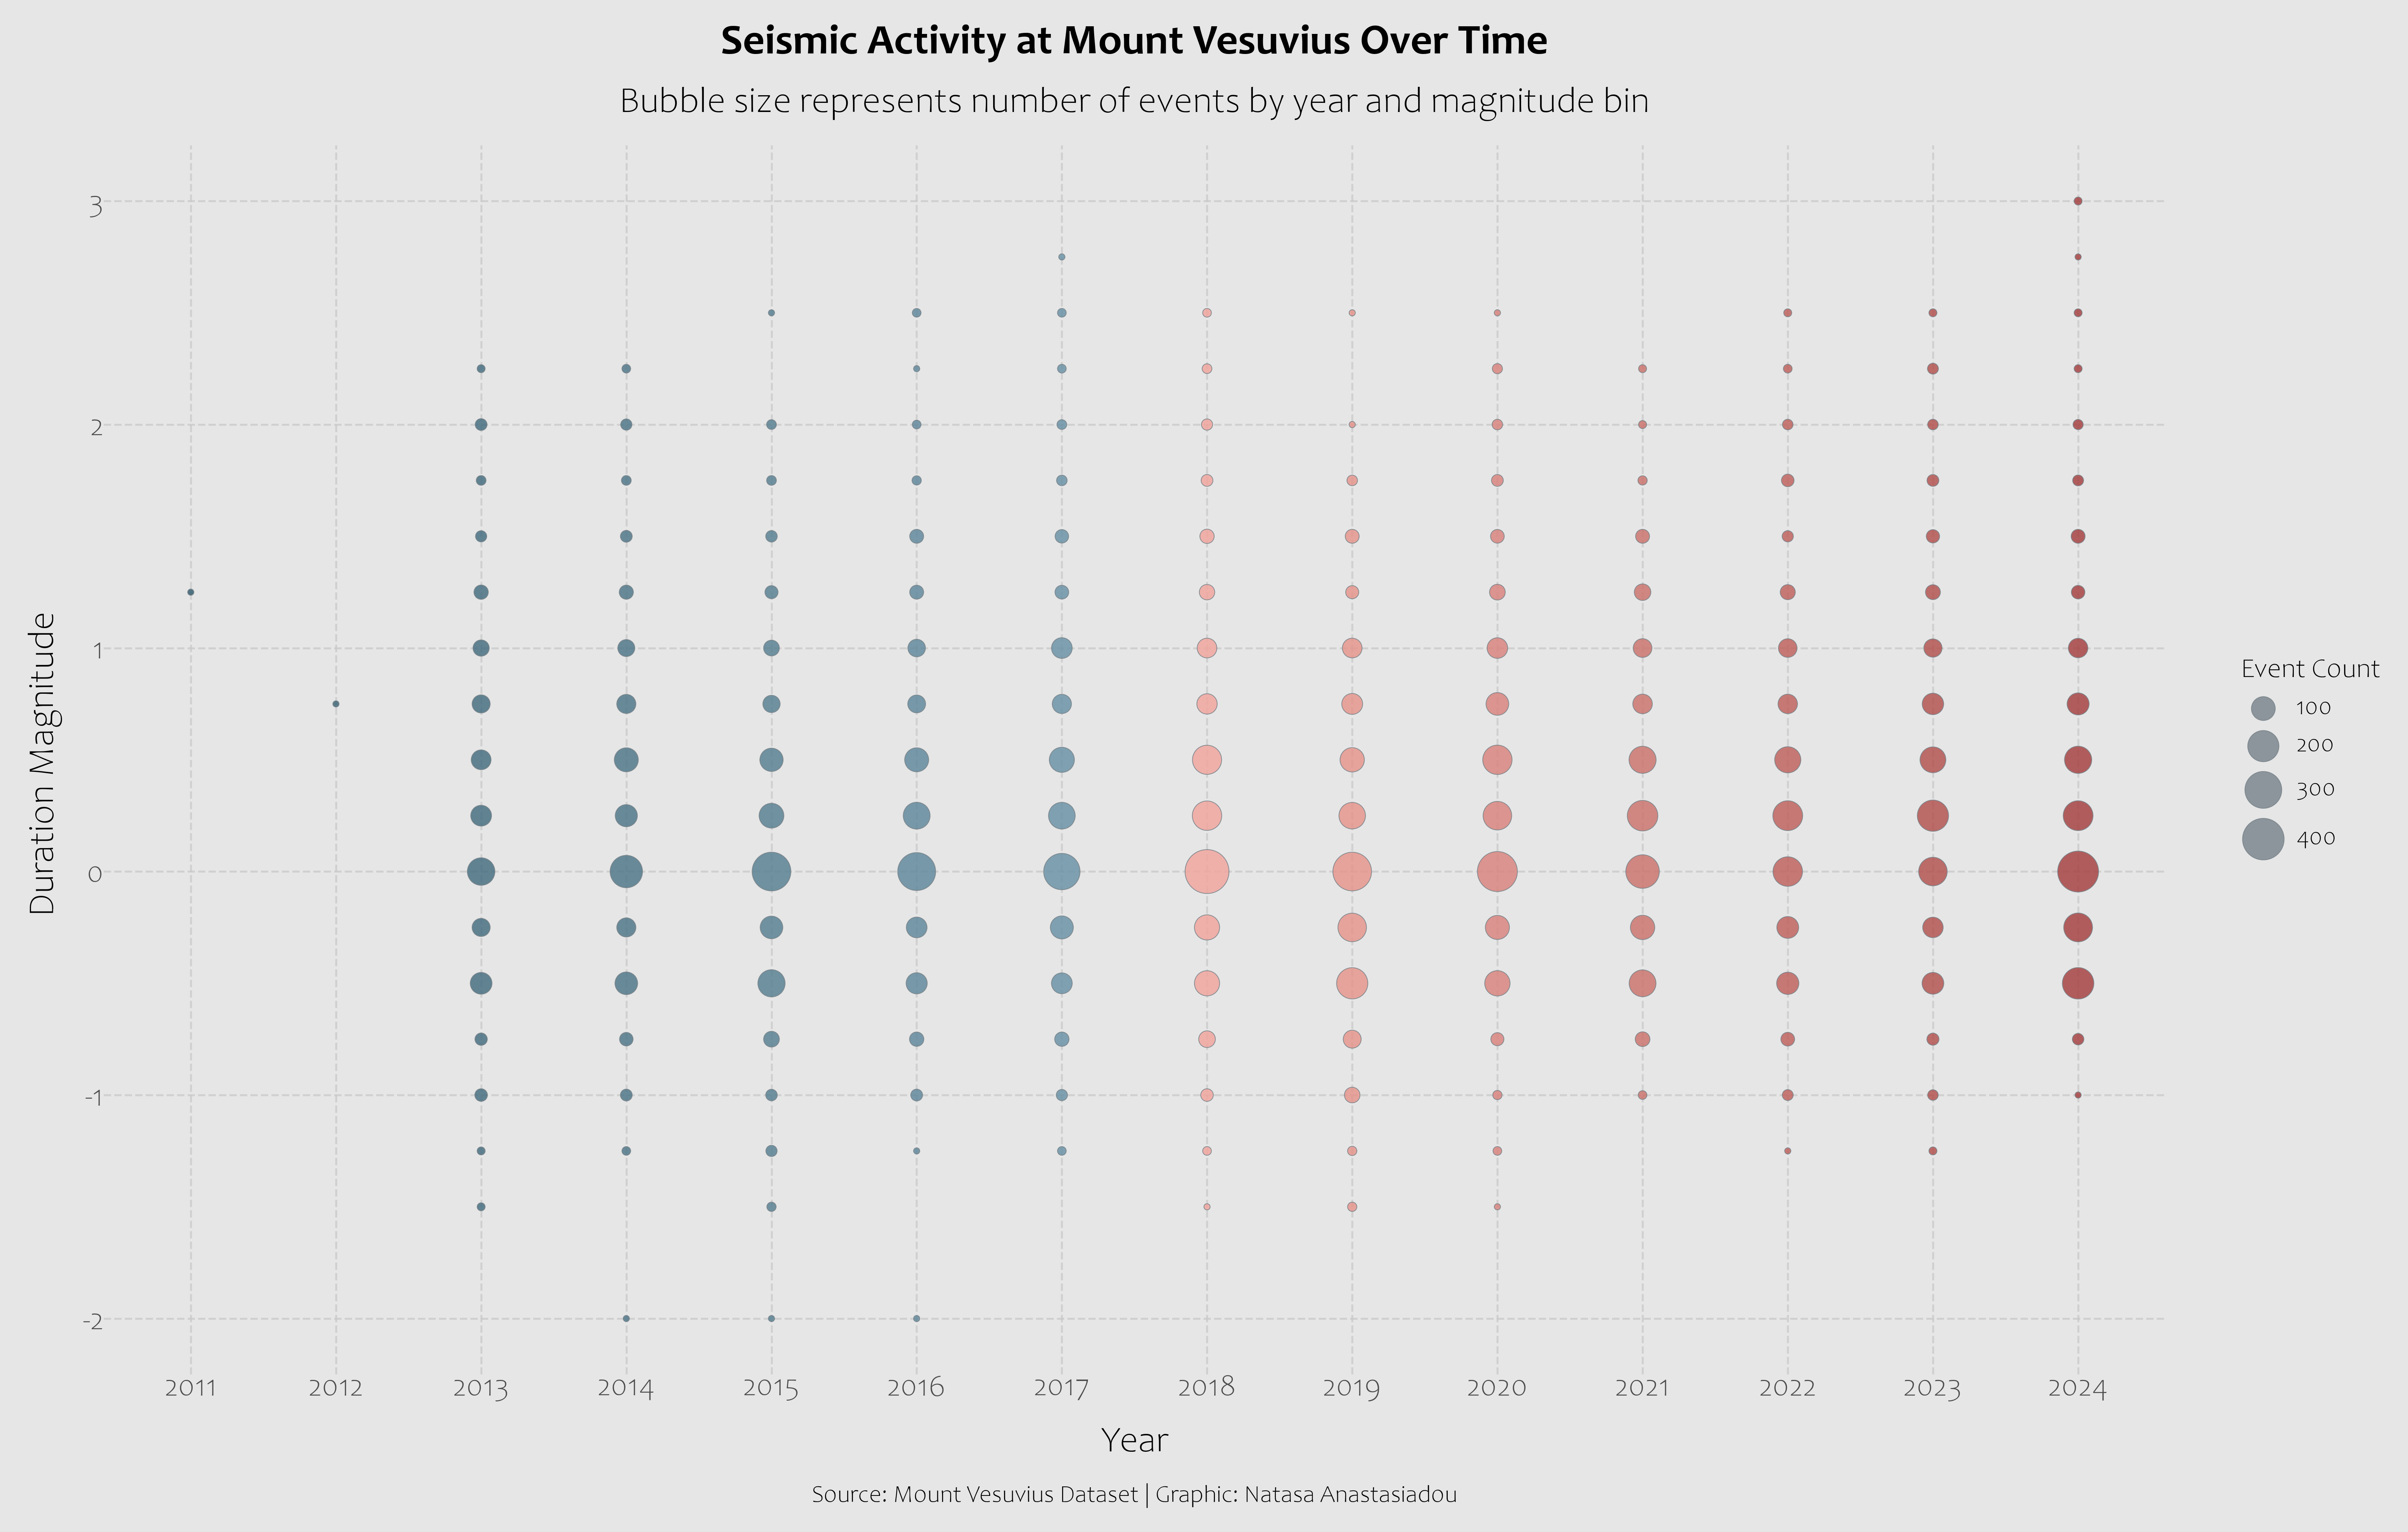 Seismic Activity at Mount Vesuvius Over Time
Bubble size represents number of events by year and magnitude bin
3
2
1
0
-1
-2
Duration Magnitude
2011 2012 2013 2014 2015 2016 2017 2018 2019 2020 2021 2022 2023 2024
Year
Event Count
100
200
300
400
Source: Mount Vesuvius Dataset | Graphic: Natasa Anastasiadou